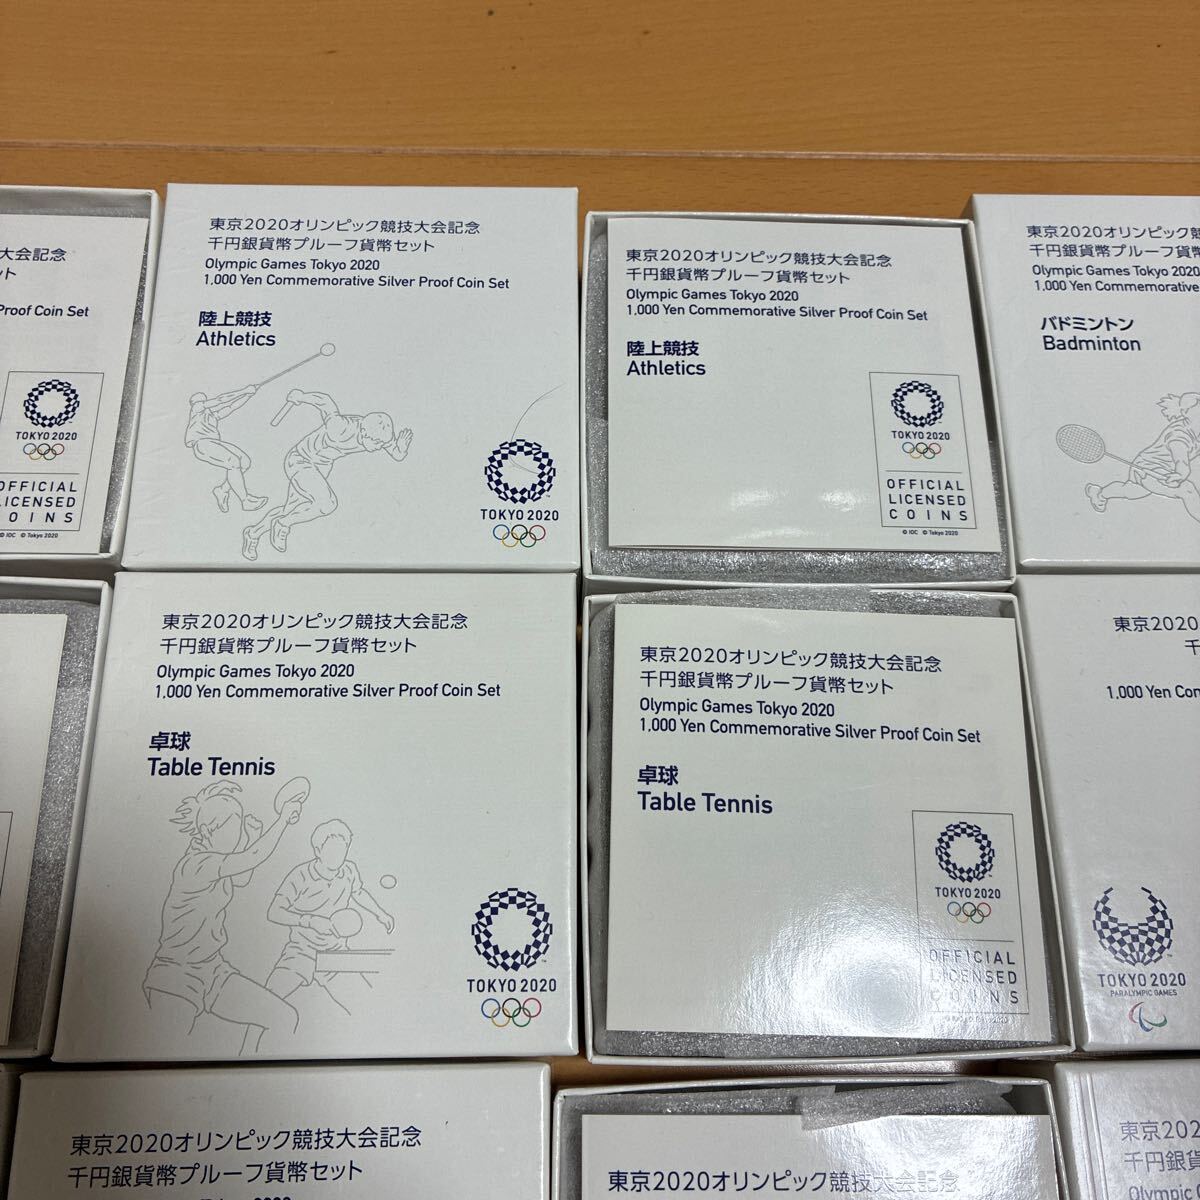 大会記念
ット
Proof Coin Set
TOKYO 2020
OFFICIAL
LICENSED
COINS
© IOC © Tokyo 2020
東京2020オリンピック競技大会記念
千円銀貨幣プルーフ貨幣セット
Olympic Games Tokyo 2020
1,000 Yen Commemorative Silver Proof Coin Set
陸上競技
Athletics
TOKYO 2020
東京2020オリンピック競技大会記念
千円銀貨幣プルーフ貨幣セット
Olympic Games Tokyo 2020
1,000 Yen Commemorative Silver Proof Coin Set
陸上競技
Athletics
TOKYO 2020
OFFICIAL
LICENSED
COINS
© IOC © Tokyo 2020
東京2020オリンピック競
千円銀貨幣プルーフ貨
Olympic Games Tokyo 2020
1,000 Yen Commemorative
バドミントン
Badminton
東京2020オリンピック競技大会記念
千円銀貨幣プルーフ貨幣セット
Olympic Games Tokyo 2020
1,000 Yen Commemorative Silver Proof Coin Set
卓球
Table Tennis
TOKYO 2020
東京2020オリンピック競技大会記念
千円銀貨幣プルーフ貨幣セット
Olympic Games Tokyo 2020
1,000 Yen Commemorative Silver Proof Coin Set
卓球
Table Tennis
TOKYO 2020
OFFICIAL
LICENSED
COINS
東京2020
千
1,000 Yen Com
TOKYO 2020
PARALYMPIC GAMES
東京2020オリンピック競技大会記念
千円銀貨幣プルーフ貨幣セット
東京2020オリンピック競技大会記念
東京202
千円銀貨
Olympic G